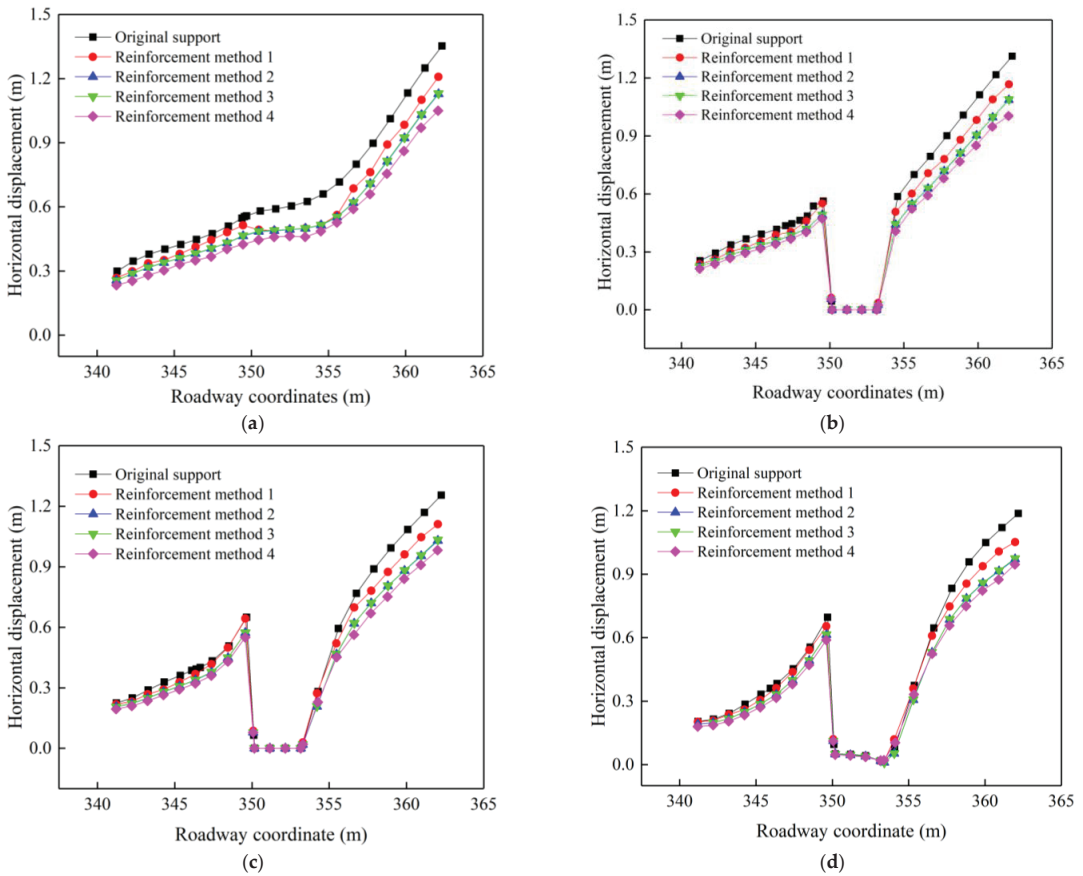 1.5
1.2
0.9
0.6
0.3
0.0
Horizontal displacement (m)
Original support
Reinforcement method 1
Reinforcement method 2
Reinforcement method 3
Reinforcement method 4
340 345 350 355 360 365
Roadway coordinates (m)
(a)
1.5
1.2
0.9
0.6
0.3
0.0
Horizontal displacemement (m)
Original support
Reinforcement method 1
Reinforcement method 2
Reinforcement method 3
Reinforcement method 4
340 345 350 355 360 365
Roadway coordinates (m)
(b)
1.5
1.2
0.9
0.6
0.3
0.0
Horizontal displacement (m)
Original support
Reinforcement method 1
Reinforcement method 2
Reinforcement method 3
Reinforcement method 4
340 345 350 355 360 365
Roadway coordinate (m)
(c)
1.5
1.2
0.9
0.6
0.3
0.0
Horizontal displacement (m)
Original support
Reinforcement method 1
Reinforcement method 2
Reinforcement method 3
Reinforcement method 4
340 345 350 355 360 365
Roadway coordinate (m)
(d)